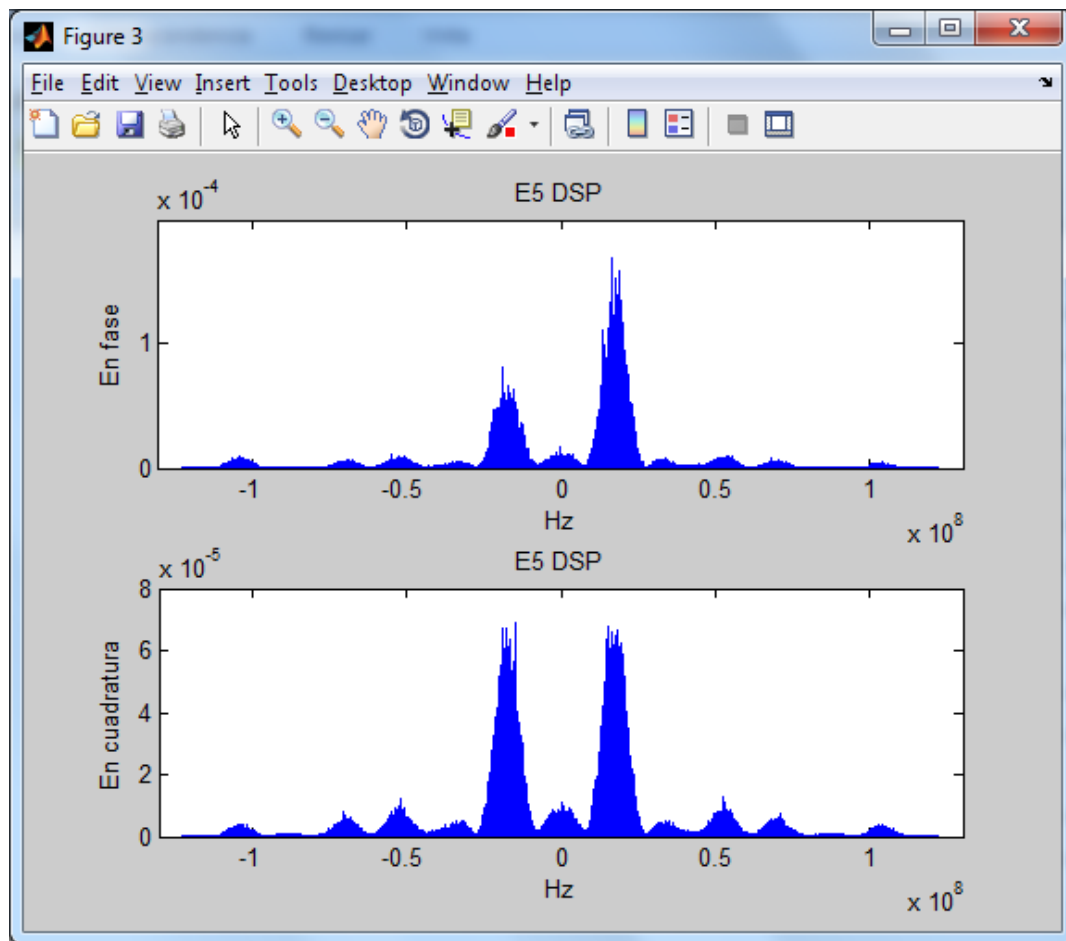 Figure 3
File Edit View Insert Tools Desktop Window Help
x 10^-4
E5 DSP
En fase
1
0
-1 -0.5 0 0.5 1
Hz
x 10^8
x 10^-5
E5 DSP
En cuadratura
8
6
4
2
0
-1 -0.5 0 0.5 1
Hz
x 10^8